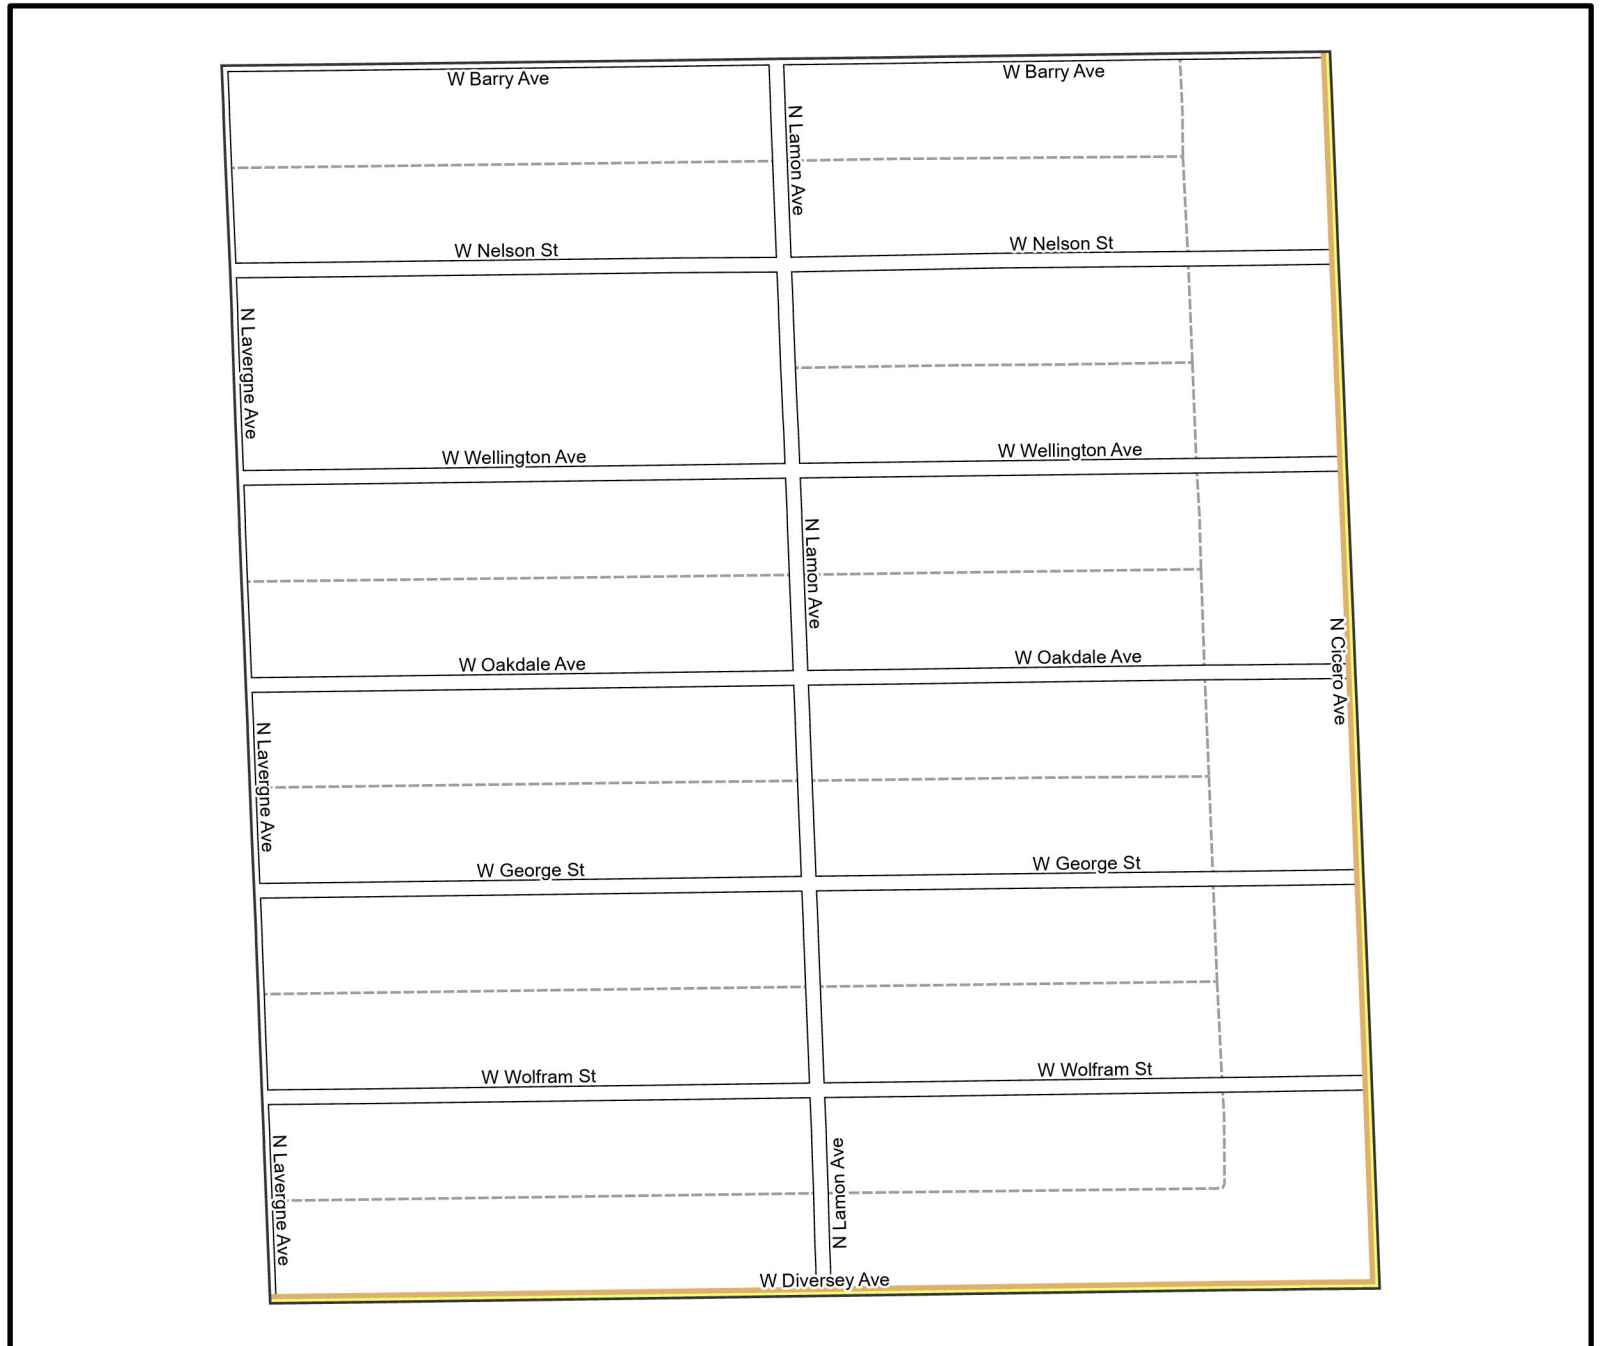 W Barry Ave
W Barry Ave
N Lamon Ave
W Nelson St
W Nelson St
N Lavergne Ave
W Wellington Ave
W Wellington Ave
N Lamon Ave
W Oakdale Ave
W Oakdale Ave
N Cicero Ave
N Lavergne Ave
W George St
W George St
W Wolfram St
W Wolfram St
N Lavergne Ave
N Lamon Ave
W Diversey Ave